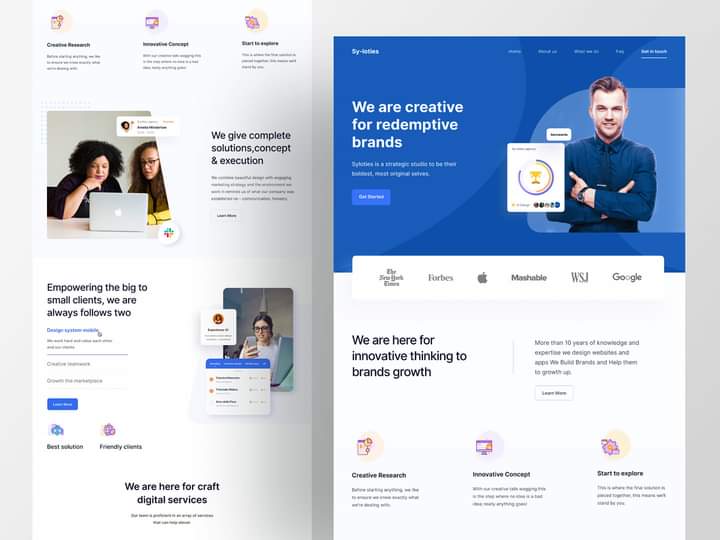 Creative Research
Before starting anything, we like
to ensure we know exactly what
we're dealing with.
Innovative Concept
With our creative talk wagging this
is the step where no idea is a bad
idea; really anything goes!
Start to explore
This is where the final solution is
pieced together, this means we'll
stand by you.
Amelia Minkerton
We give complete
solutions,concept
& execution
We combine beautiful design with engaging
marketing strategy and the environment we
work in reminds us of what our company was
Learn More
Empowering the big to
small clients, we are
always follows two
Design system mobile
We work hard and value each other
and our clients
Creative teamwork
Growth the marketplace
Learn More
Best solution
Friendly clients
Experience UI
We are here for craft
digital services
Our team is proficient in an array of services
that can help elever
Sy-loties
Home
About us
What we do
Faq
Get in touch
We are creative
for redemptive
brands
Syloties is a strategic studio to be their
boldest, most original selves.
Get Started
The
New York
Times
Forbes
Mashable
WSJ
Google
We are here for
innovative thinking to
brands growth
More than 10 years of knowledge and
expertise we design websites and
apps We Build Brands and Help them
to growth up.
Learn More
Creative Research
Before starting anything, we like
to ensure we know exactly what
we're dealing with.
Innovative Concept
With our creative talk wagging this
is the step where no idea is a bad
idea; really anything goes!
Start to explore
This is where the final solution is
pieced together, this means we'll
stand by you.